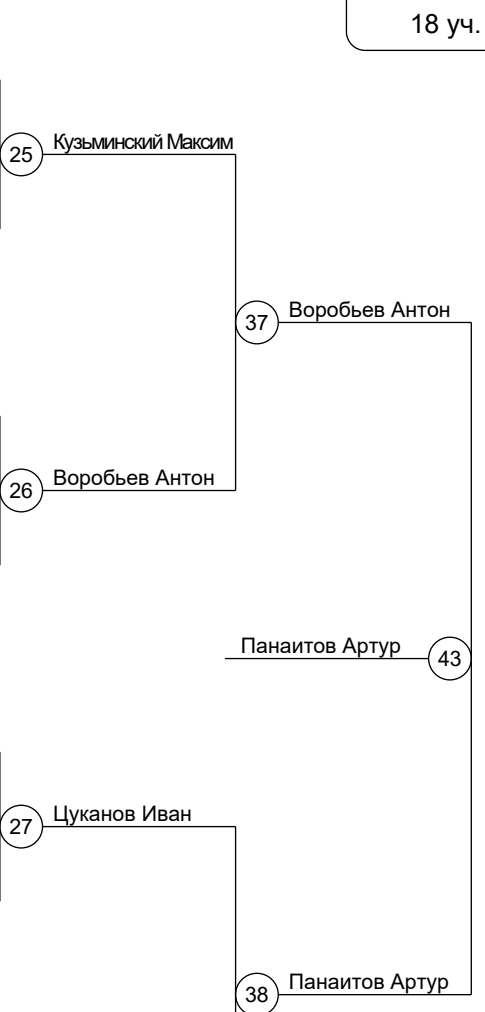 18 уч.
25 Кузьминский Максим
37 Воробьев Антон
26 Воробьев Антон
Панаитов Артур 43
27 Цуканов Иван
38 Панаитов Артур